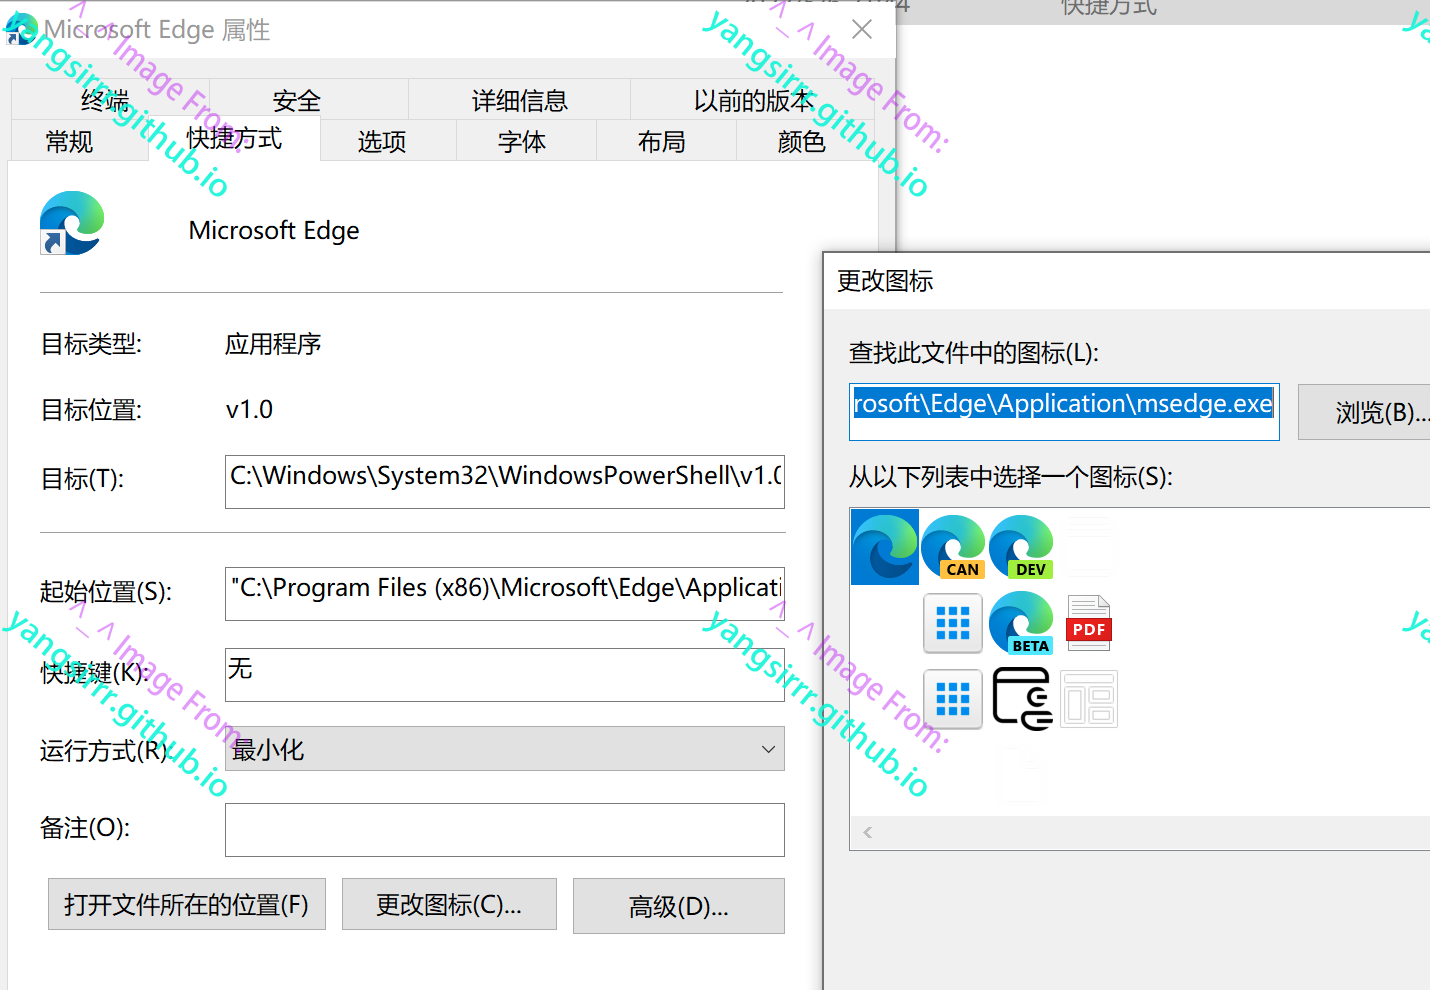 Microsoft Edge 属性
快捷方式
终端 安全 详细信息 以前的版本
常规 快捷方式 选项 字体 布局 颜色
Microsoft Edge
目标类型: 应用程序
目标位置: v1.0
目标(T): C:\Windows\System32\WindowsPowerShell\v1.0
起始位置(S): "C:\Program Files (x86)\Microsoft\Edge\Applicati
快捷键(K): 无
运行方式(R): 最小化
备注(O):
打开文件所在的位置(F) 更改图标(C)... 高级(D)...
更改图标
查找此文件中的图标(L):
rosoft\Edge\Application\msedge.exe
浏览(B)...
从以下列表中选择一个图标(S):
CAN DEV
BETA PDF
^_^ Image From:
yangsirrr.github.io
^_^ Image From:
yangsirrr.github.io
^_^ Image From:
yangsirrr.github.io
^_^ Image From:
yangsirrr.github.io